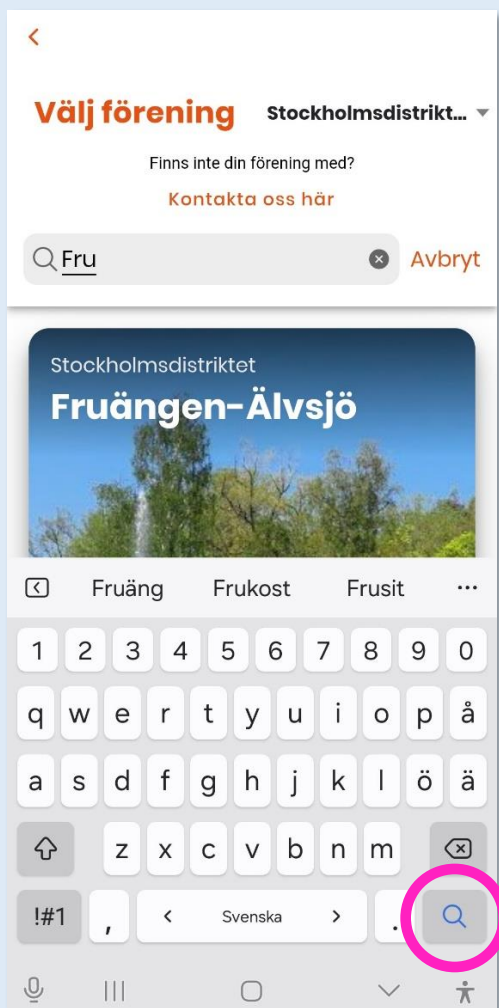 Välj förening Stockholmsdistrikt...
Finns inte din förening med?
Kontakta oss här
Fru Avbryt
Stockholmsdistriktet
Fruängen-Älvsjö
Fruäng Frukost Frusit ...
1 2 3 4 5 6 7 8 9 0
q w e r t y u i o p å
a s d f g h j k l ö ä
z x c v b n m
!#1 , < Svenska > .